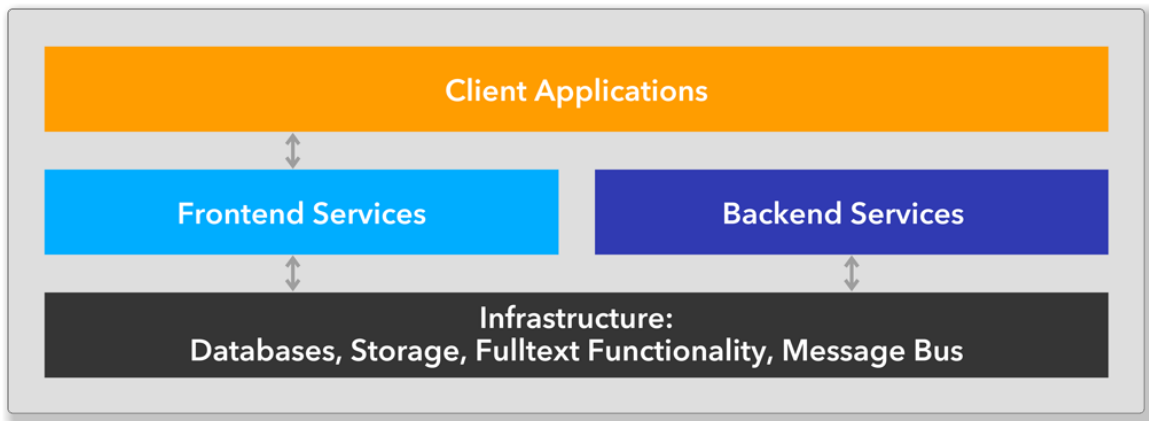 Client Applications
Frontend Services
Backend Services
Infrastructure:
Databases, Storage, Fulltext Functionality, Message Bus